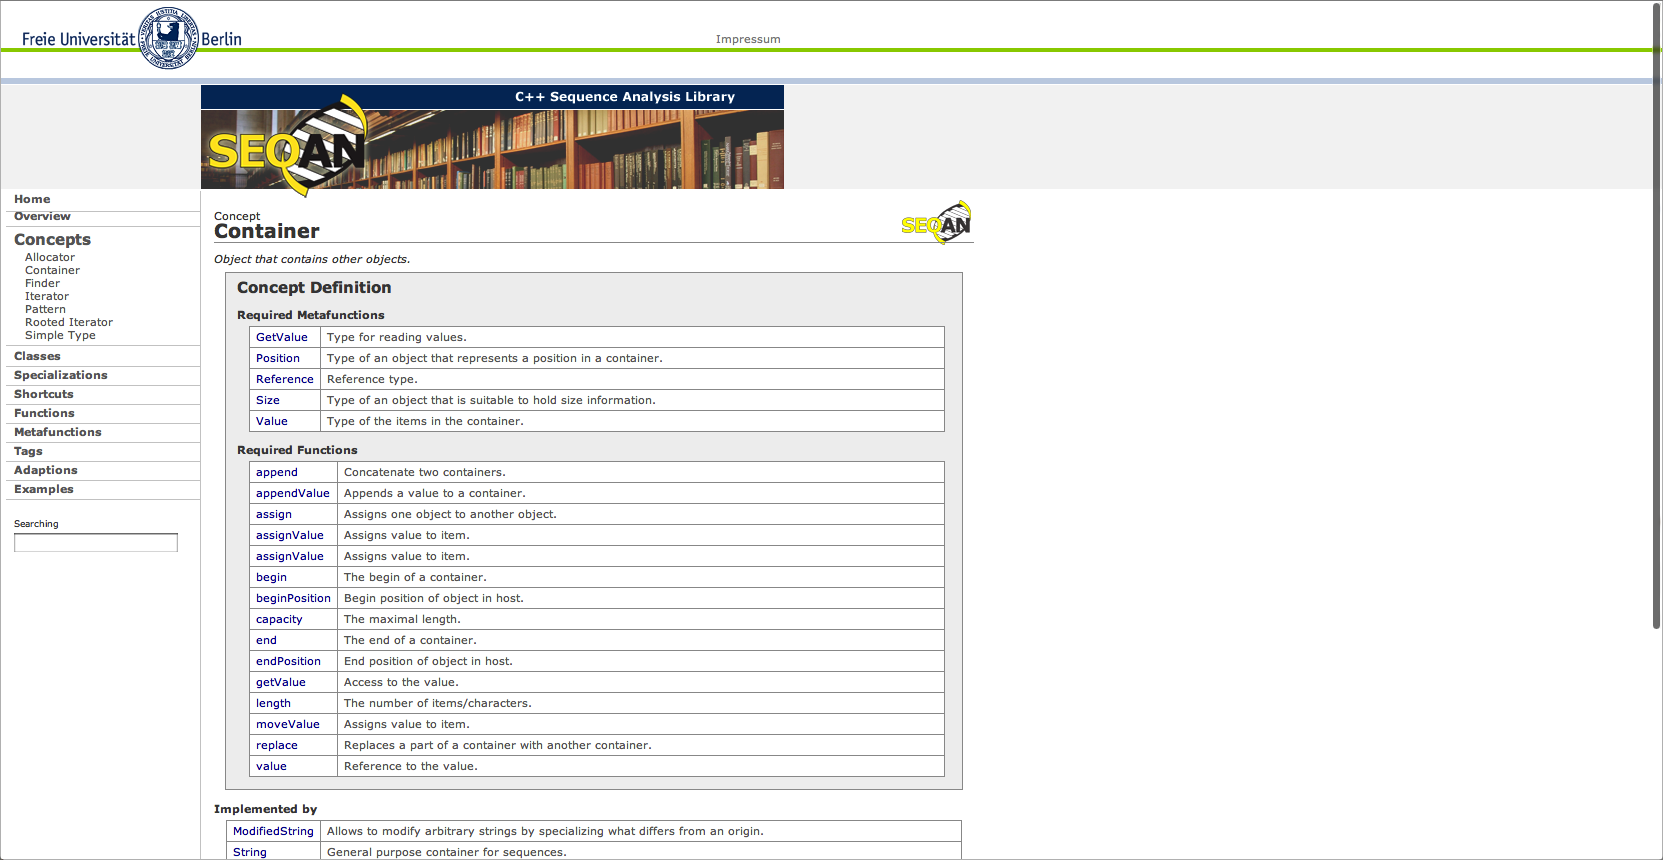 Freie Universität Berlin
Impressum
C++ Sequence Analysis Library
SEQAN
Home
Overview
Concepts
Allocator
Container
Finder
Iterator
Pattern
Rooted Iterator
Simple Type
Classes
Specializations
Shortcuts
Functions
Metafunctions
Tags
Adaptions
Examples
Searching
Concept
Container
SEQAN
Object that contains other objects.
Concept Definition
Required Metafunctions
GetValue Type for reading values.
Position Type of an object that represents a position in a container.
Reference Reference type.
Size Type of an object that is suitable to hold size information.
Value Type of the items in the container.
Required Functions
append Concatenate two containers.
appendValue Appends a value to a container.
assign Assigns one object to another object.
assignValue Assigns value to item.
assignValue Assigns value to item.
begin The begin of a container.
beginPosition Begin position of object in host.
capacity The maximal length.
end The end of a container.
endPosition End position of object in host.
getValue Access to the value.
length The number of items/characters.
moveValue Assigns value to item.
replace Replaces a part of a container with another container.
value Reference to the value.
Implemented by
ModifiedString Allows to modify arbitrary strings by specializing what differs from an origin.
String General purpose container for sequences.